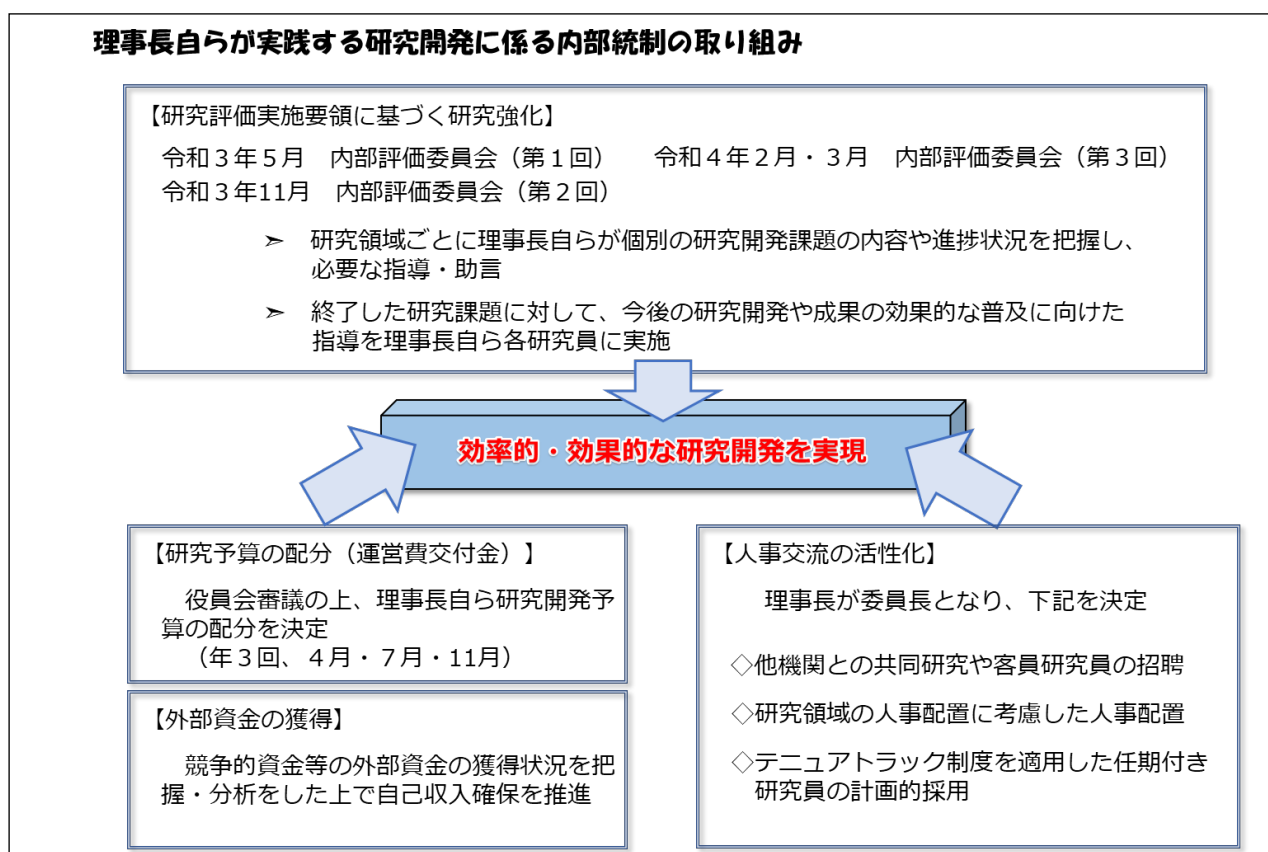 理事長自らが実践する研究開発に係る内部統制の取り組み
【研究評価実施要領に基づく研究強化】
令和3年5月　内部評価委員会（第1回）　　令和4年2月・3月　内部評価委員会（第3回）
令和3年11月　内部評価委員会（第2回）
➣　研究領域ごとに理事長自らが個別の研究開発課題の内容や進捗状況を把握し、
必要な指導・助言
➣　終了した研究課題に対して、今後の研究開発や成果の効果的な普及に向けた
指導を理事長自ら各研究員に実施
効率的・効果的な研究開発を実現
【研究予算の配分（運営費交付金）】
役員会審議の上、理事長自ら研究開発予
算の配分を決定
（年3回、4月・7月・11月）
【外部資金の獲得】
競争的資金等の外部資金の獲得状況を把
握・分析をした上で自己収入確保を推進
【人事交流の活性化】
理事長が委員長となり、下記を決定
◇他機関との共同研究や客員研究員の招聘
◇研究領域の人事配置に考慮した人事配置
◇テニュアトラック制度を適用した任期付き
研究員の計画的採用